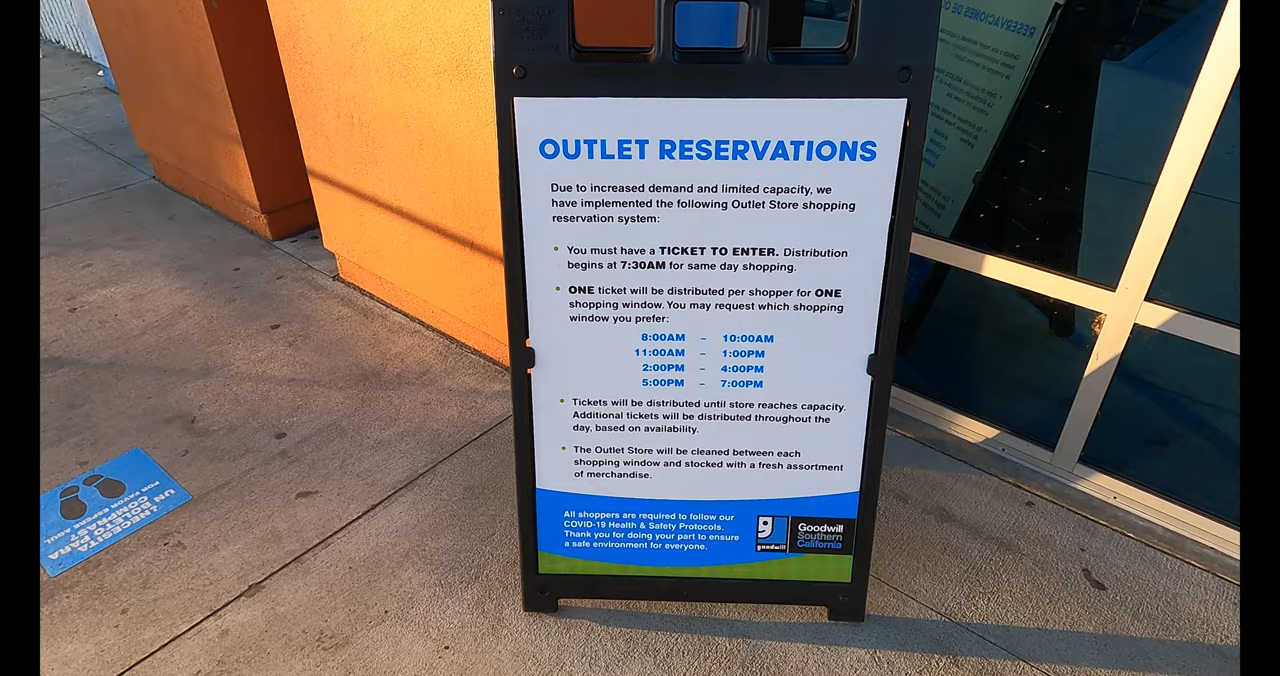 OUTLET RESERVATIONS
Due to increased demand and limited capacity, we
have implemented the following Outlet Store shopping
reservation system:
• You must have a TICKET TO ENTER. Distribution
begins at 7:30AM for same day shopping.
• ONE ticket will be distributed per shopper for ONE
shopping window. You may request which shopping
window you prefer:
8:00AM – 10:00AM
11:00AM – 1:00PM
2:00PM – 4:00PM
5:00PM – 7:00PM
• Tickets will be distributed until store reaches capacity.
Additional tickets will be distributed throughout the
day, based on availability.
• The Outlet Store will be cleaned between each
shopping window and stocked with a fresh assortment
of merchandise.
All shoppers are required to follow our
COVID-19 Health & Safety Protocols.
Thank you for doing your part to ensure
a safe environment for everyone.
goodwill
Goodwill
Southern
California
¿NECESITA
UN BOLETO PARA
COMPRAS?
POR FAVOR ESPERE AQUI
RESERVACIONES DE